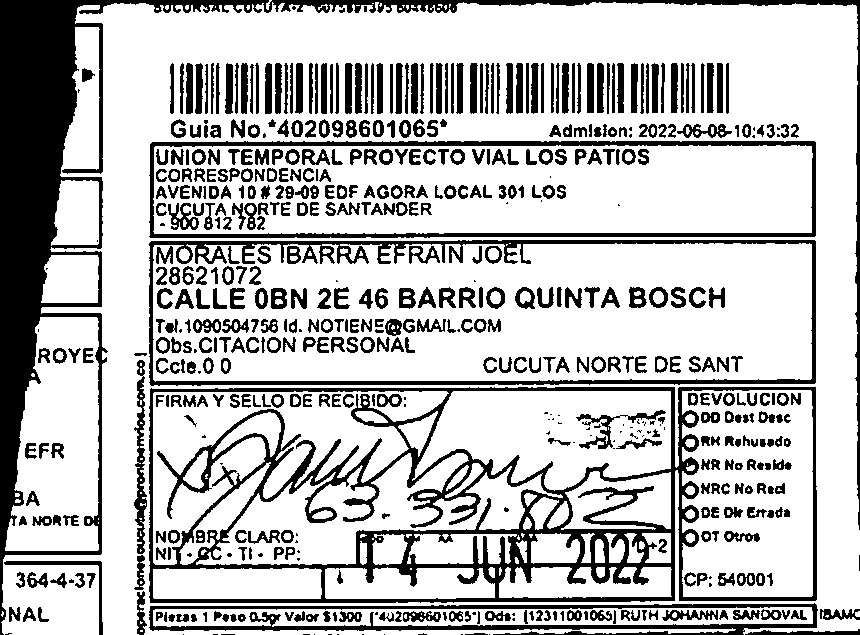 SUCURSAL CUCUTA-2
Guia No.*402098601065*
Admision: 2022-06-08-10:43:32
UNION TEMPORAL PROYECTO VIAL LOS PATIOS
CORRESPONDENCIA
AVENIDA 10 # 29-09 EDF AGORA LOCAL 301 LOS
CUCUTA NORTE DE SANTANDER
- 900 812 782
MORALES IBARRA EFRAIN JOEL
28621072
CALLE 0BN 2E 46 BARRIO QUINTA BOSCH
Tel.1090504756 Id. NOTIENE@GMAIL.COM
Obs.CITACION PERSONAL
Ccte.0 0
CUCUTA NORTE DE SANT
FIRMA Y SELLO DE RECIBIDO:
63.331.802
NOMBRE CLARO:
NIT - CC - TI - PP:
14 JUN 2022
DEVOLUCION
DD Dest Desc
RH Rehusado
NR No Reside
NRC No Recl
DE Dir Errada
OT Otros
CP: 540001
Piezas 1 Peso 0.5gr Valor $1300 [*402098601065*] Ods: [12311001065] RUTH JOHANNA SANDOVAL
operacionescucuta@prontoenvios.com.co
ROYEC
A
EFR
BA
TA NORTE DE
364-4-37
ONAL